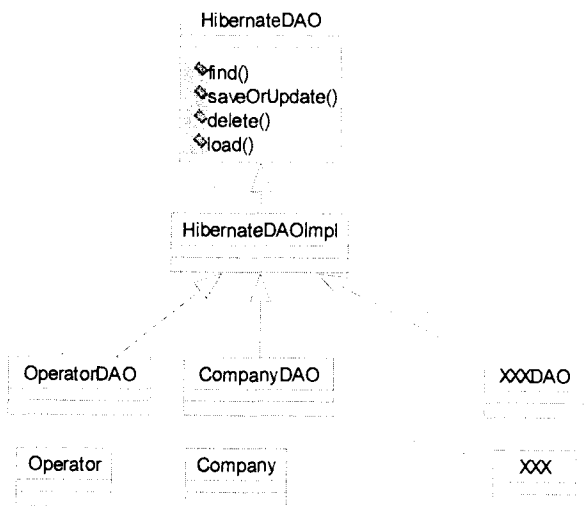 HibernateDAO
find()
saveOrUpdate()
delete()
load()
HibernateDAOImpl
OperatorDAO CompanyDAO XXXDAO
Operator Company XXX